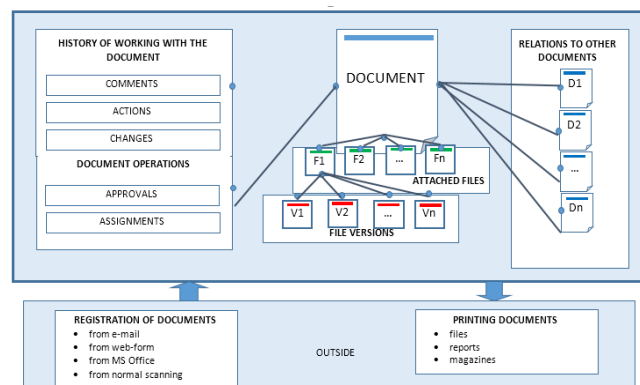 HISTORY OF WORKING WITH THE
DOCUMENT
COMMENTS
ACTIONS
CHANGES
DOCUMENT OPERATIONS
APPROVALS
ASSIGNMENTS
DOCUMENT
F1
F2
...
Fn
ATTACHED FILES
V1
V2
...
Vn
FILE VERSIONS
RELATIONS TO OTHER
DOCUMENTS
D1
D2
...
Dn
REGISTRATION OF DOCUMENTS
• from e-mail
• from web-form
• from MS Office
• from normal scanning
OUTSIDE
PRINTING DOCUMENTS
• files
• reports
• magazines